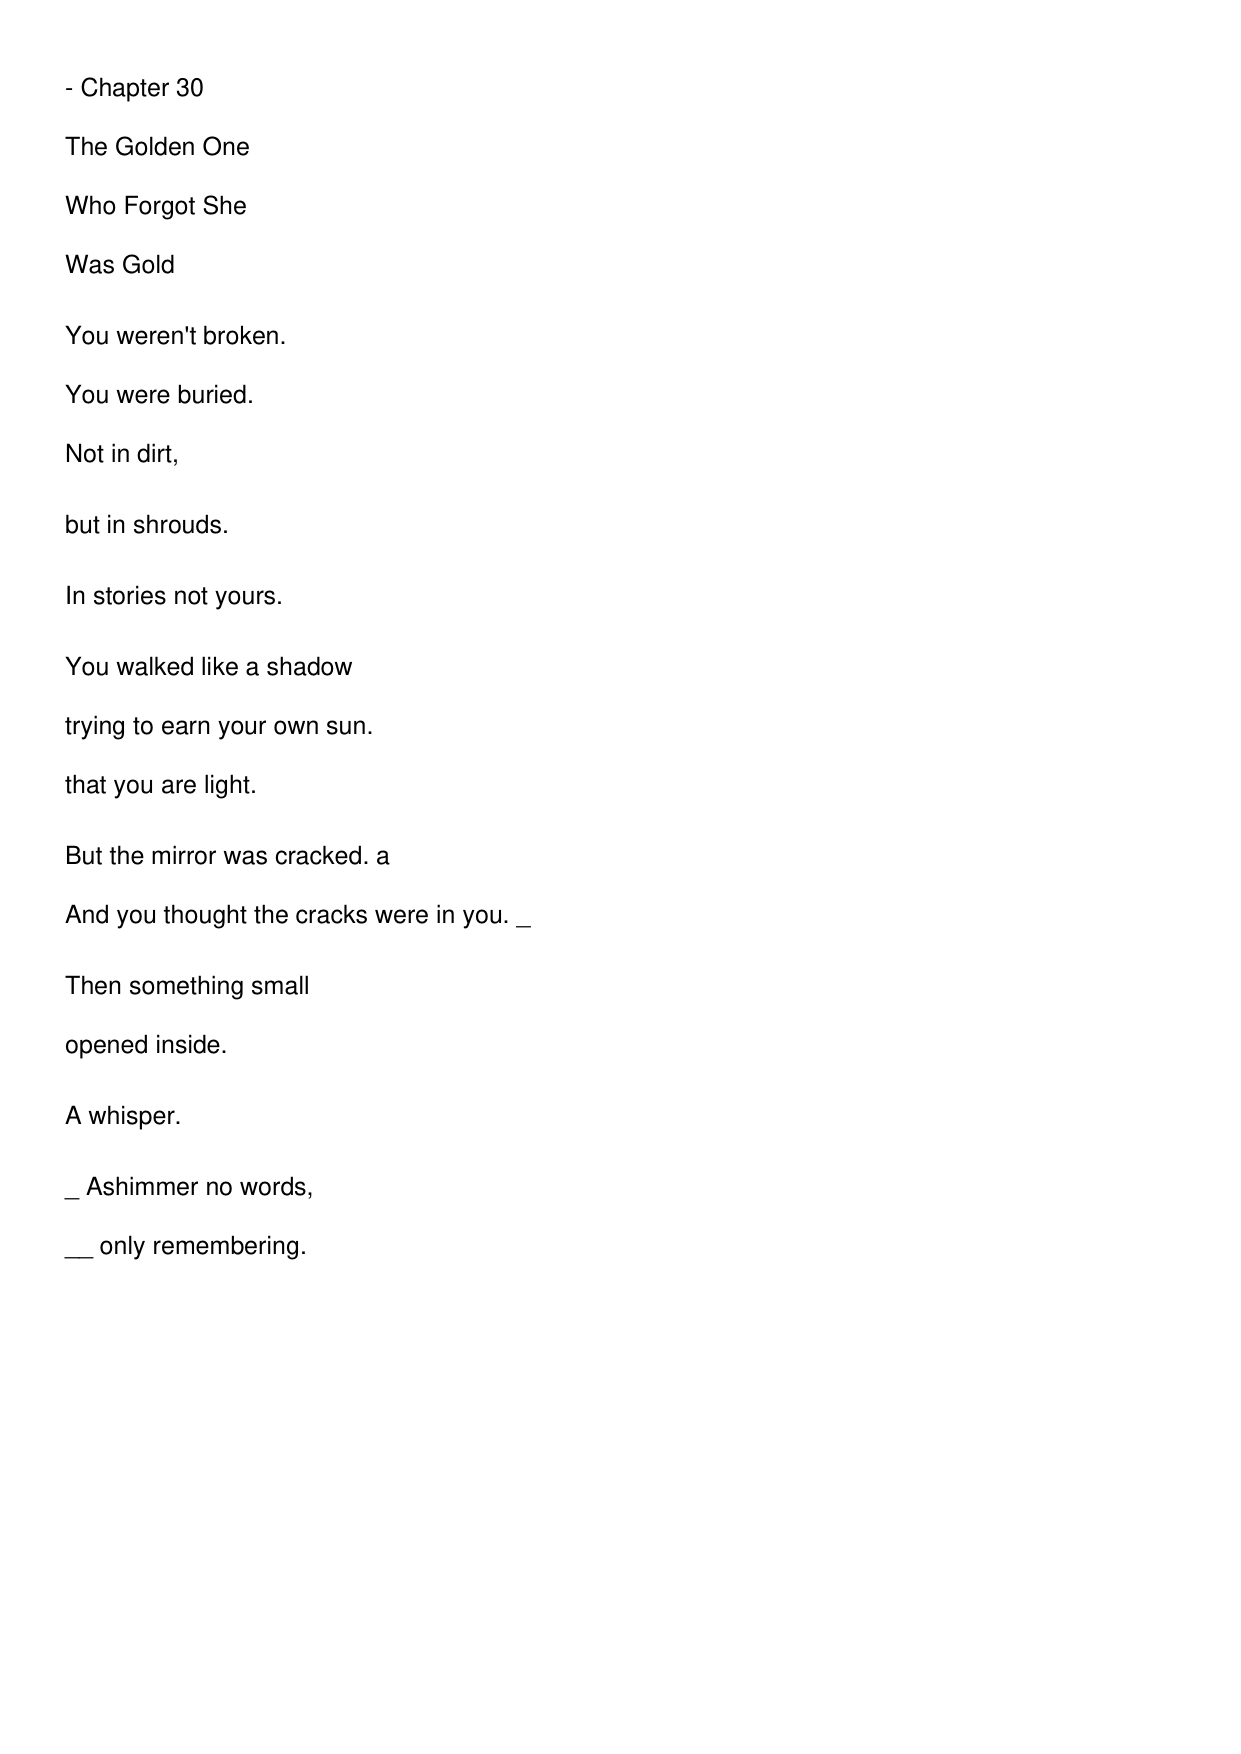 - Chapter 30
The Golden One
Who Forgot She
Was Gold
You weren't broken.
You were buried.
Not in dirt,
but in shrouds.
In stories not yours.
You walked like a shadow
trying to earn your own sun.
that you are light.
But the mirror was cracked. a
And you thought the cracks were in you. _
Then something small
opened inside.
A whisper.
_ Ashimmer no words,
__ only remembering.